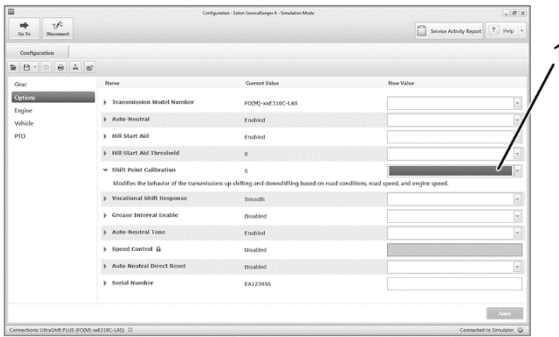 Configuration - Eaton ServiceRanger 4 - Simulation Mode
Go To
Disconnect
Service Activity Report
Help
Configuration
Gear
Options
Engine
Vehicle
PTO
Name Current Value New Value
Transmission Model Number FO(M)-xxE310C-LAS
Auto-Neutral Enabled
Hill Start Aid Enabled
Hill Start Aid Threshold 0
Shift Point Calibration 5
Modifies the behavior of the transmissions up shifting and downshifting based on road conditions, road speed, and engine speed.
Vocational Shift Response Smooth
Grease Interval Enable Disabled
Auto-Neutral Tone Enabled
Speed Control Disabled
Auto Neutral Direct Reset Disabled
Serial Number EA123456
Apply
Connections: UltraShift PLUS (FO(M)-xxE310C-LAS) Connected to Simulator
1